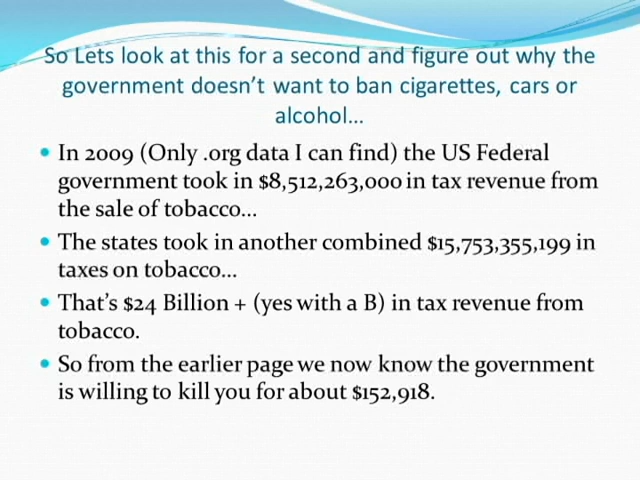 So Lets look at this for a second and figure out why the
government doesn't want to ban cigarettes, cars or
alcohol…
• In 2009 (Only .org data I can find) the US Federal
government took in $8,512,263,000 in tax revenue from
the sale of tobacco…
• The states took in another combined $15,753,355,199 in
taxes on tobacco…
• That's $24 Billion + (yes with a B) in tax revenue from
tobacco.
• So from the earlier page we now know the government
is willing to kill you for about $152,918.